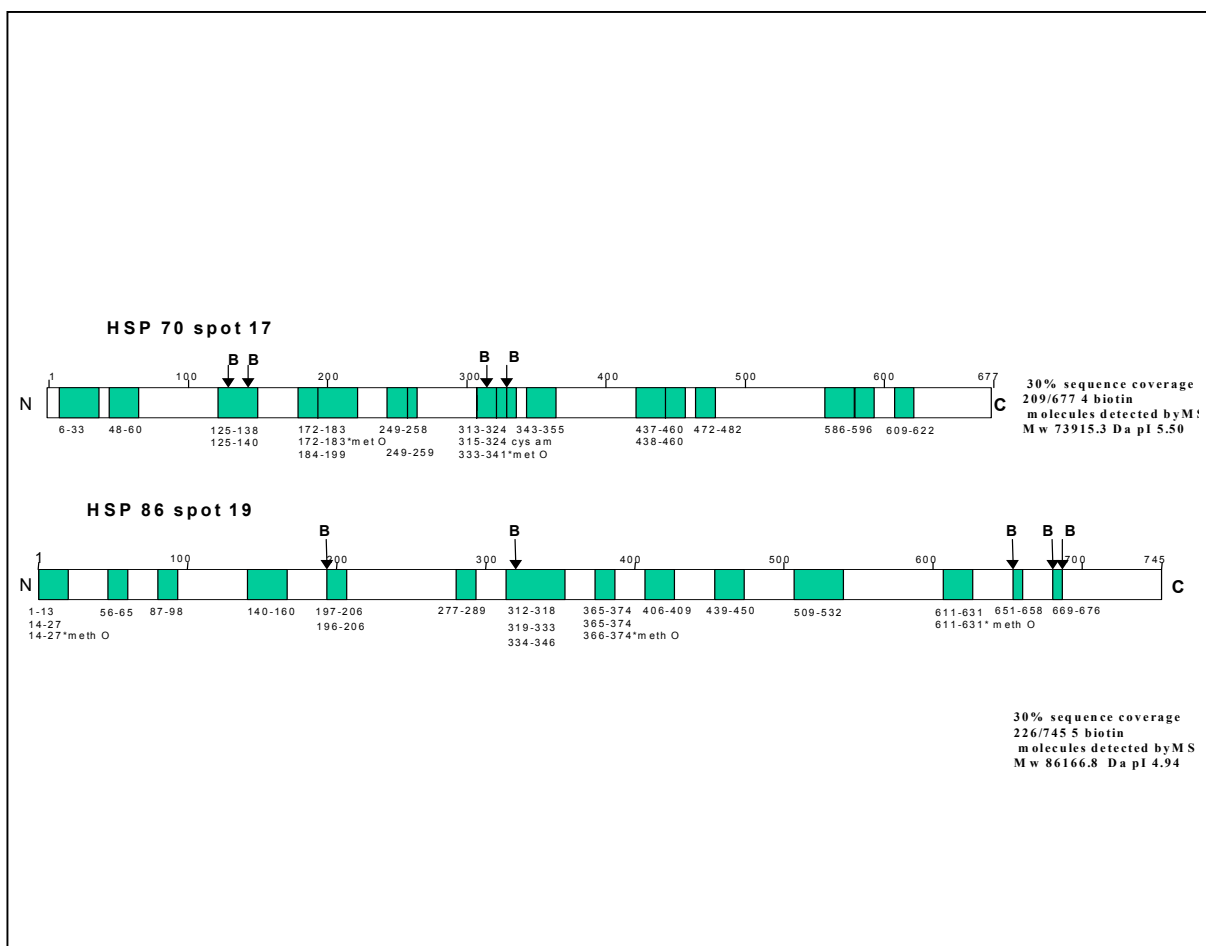 HSP 70 spot 17
B B B B
1 100 200 300 400 500 600 677
N C
6-33 48-60 125-138 172-183 249-258 313-324 343-355 437-460 472-482 586-596 609-622
125-140 172-183*met O 249-259 315-324 cys am 438-460
184-199 333-341*met O
30% sequence coverage
209/677 4 biotin
molecules detected by MS
Mw 73915.3 Da pI 5.50
HSP 86 spot 19
B B B B B
1 100 200 300 400 500 600 700 745
N C
1-13 56-65 87-98 140-160 197-206 277-289 312-318 365-374 406-409 439-450 509-532 611-631 651-658 669-676
14-27 196-206 319-333 365-374 611-631* meth O
14-27*meth O 334-346 366-374*meth O
30% sequence coverage
226/745 5 biotin
molecules detected by MS
Mw 86166.8 Da pI 4.94